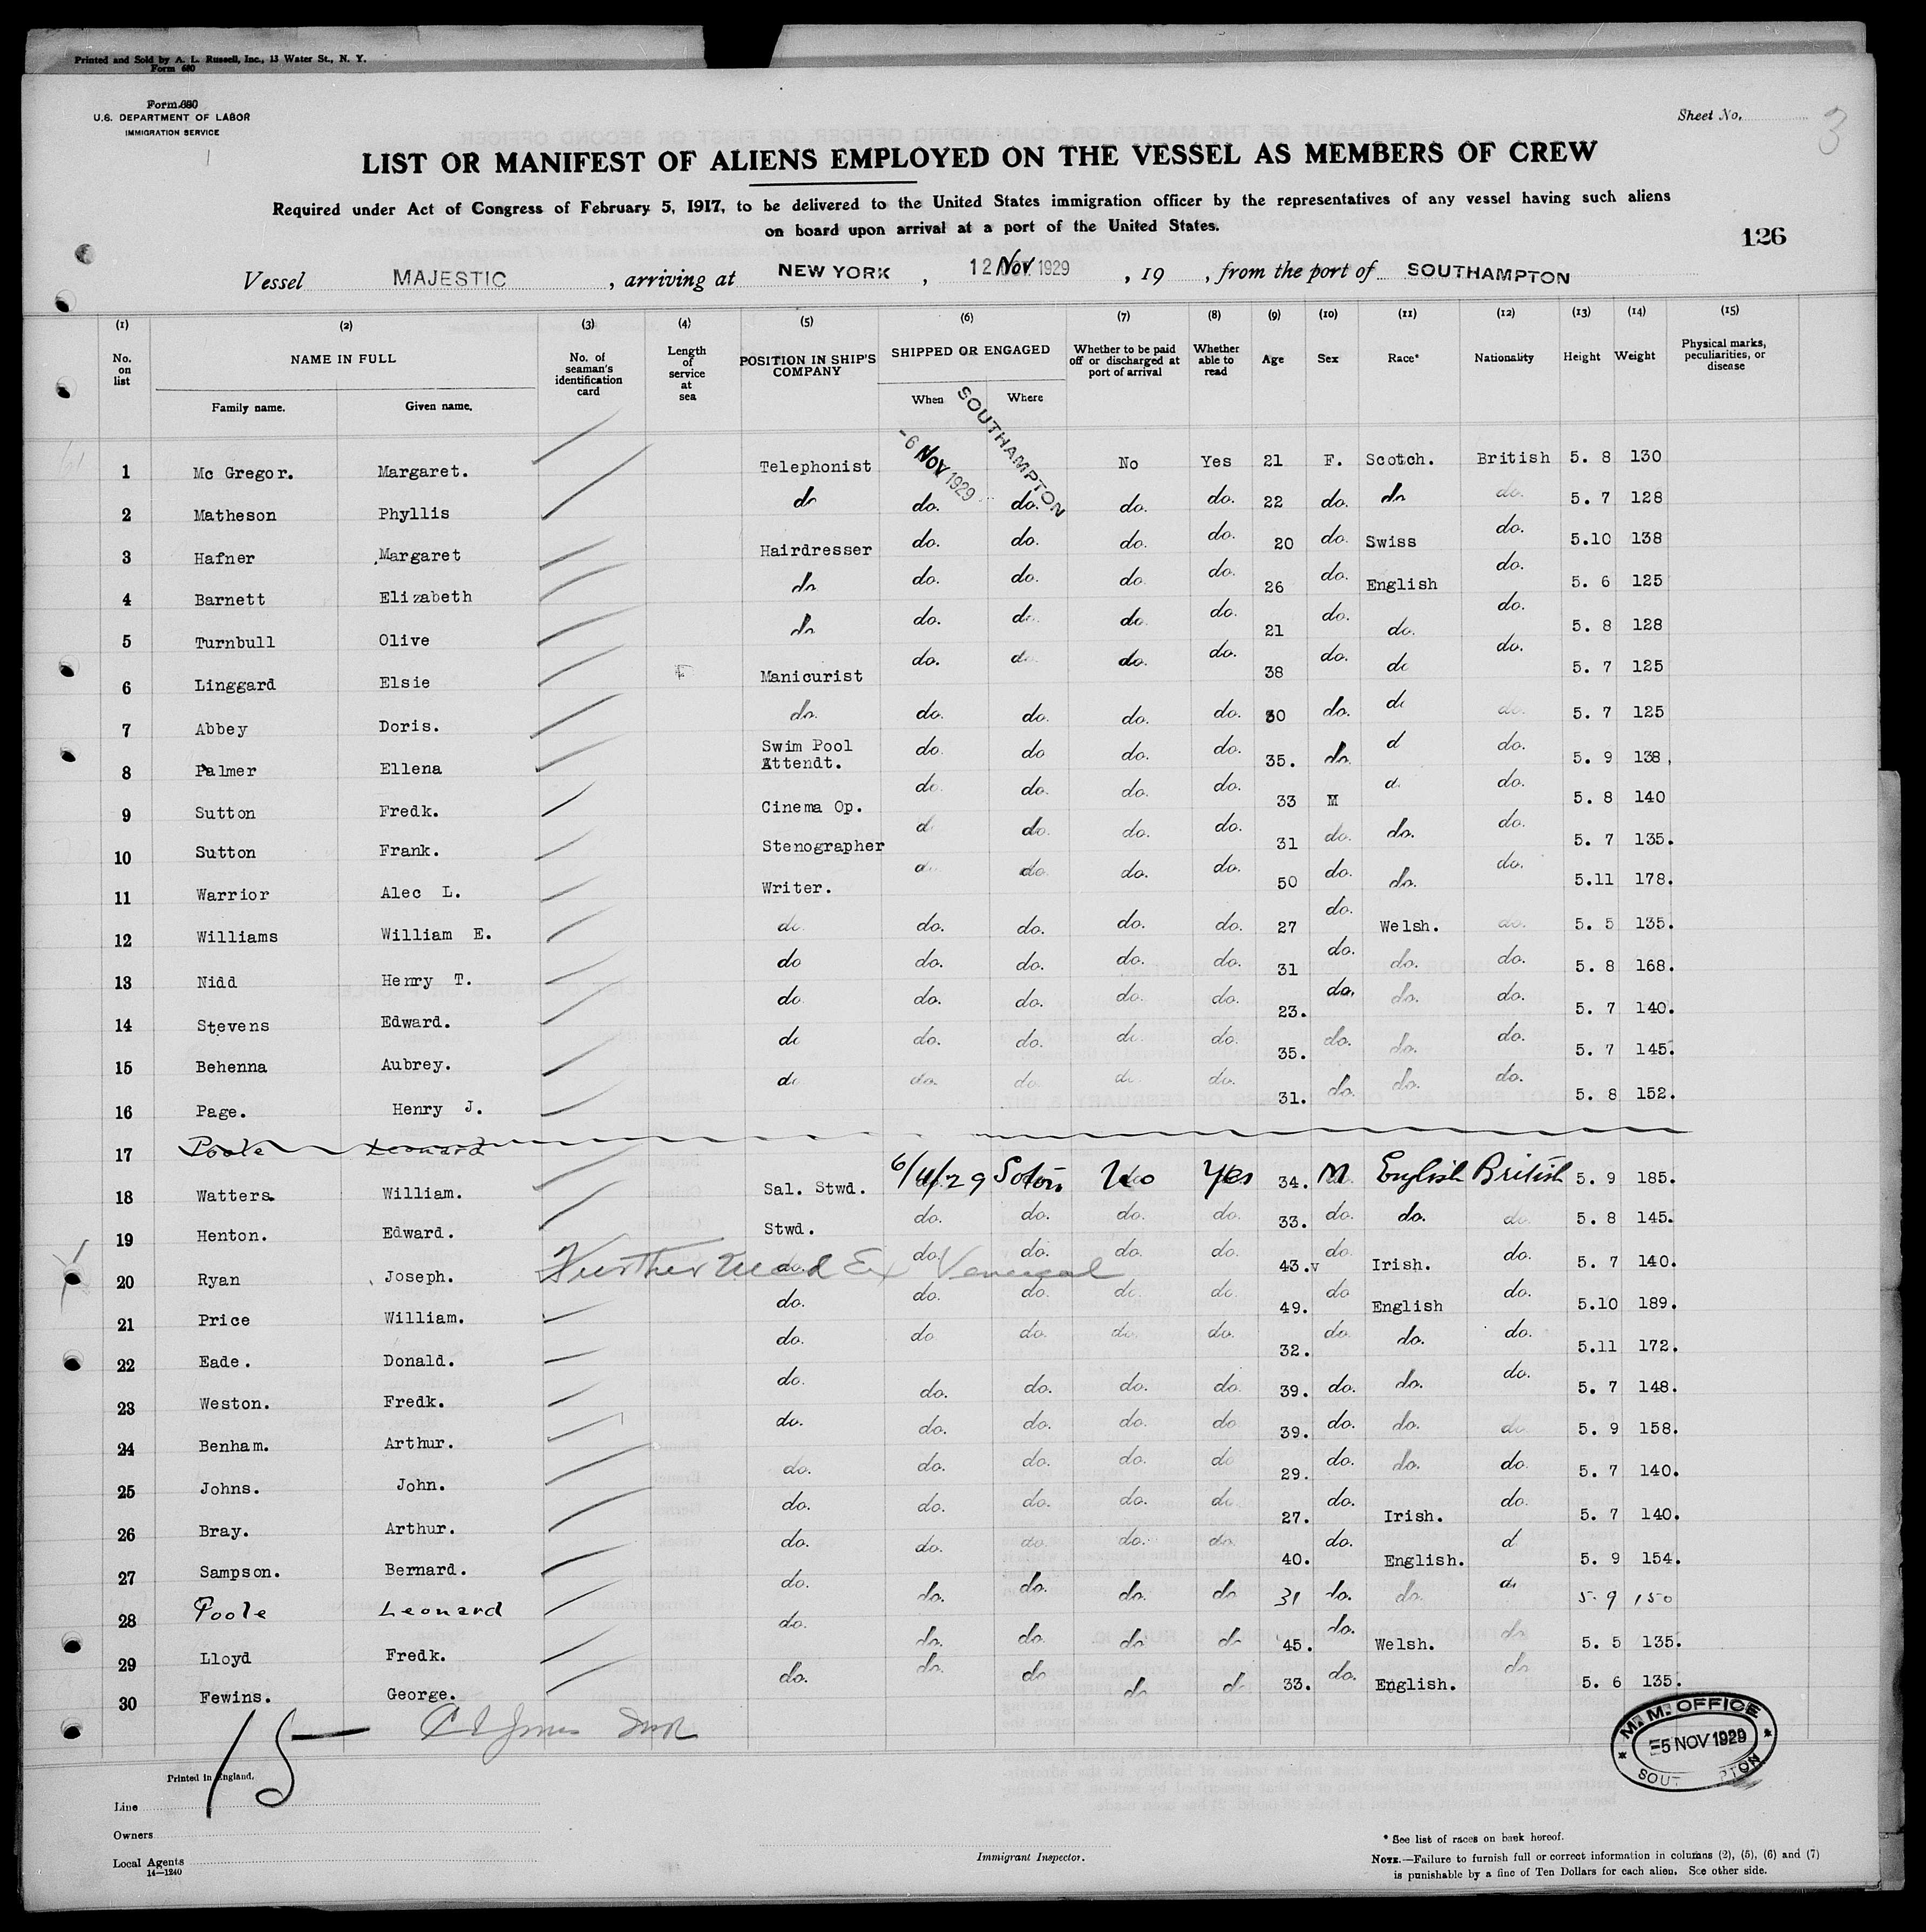 Printed and Sold by A. L. Russell, Inc., 13 Water St., N. Y.
Form 680
Form 680
U.S. DEPARTMENT OF LABOR
IMMIGRATION SERVICE
Sheet No. 3
LIST OR MANIFEST OF ALIENS EMPLOYED ON THE VESSEL AS MEMBERS OF CREW
Required under Act of Congress of February 5, 1917, to be delivered to the United States immigration officer by the representatives of any vessel having such aliens
on board upon arrival at a port of the United States.
126
Vessel MAJESTIC , arriving at NEW YORK , 12 Nov 1929 , 19 , from the port of SOUTHAMPTON
(1) (2) (3) (4) (5) (6) (7) (8) (9) (10) (11) (12) (13) (14) (15)
No. on list NAME IN FULL Family name. Given name. No. of seaman's identification card Length of service at sea POSITION IN SHIP'S COMPANY SHIPPED OR ENGAGED When Where Whether to be paid off or discharged at port of arrival Whether able to read Age Sex Race* Nationality Height Weight Physical marks, peculiarities, or disease
1 Mc Gregor. Margaret. Telephonist -6 Nov 1929 SOUTHAMPTON No Yes 21 F. Scotch. British 5. 8 130
2 Matheson Phyllis do do. do. do. do. 22 do. do do. 5. 7 128
3 Hafner Margaret Hairdresser do. do. do. do. 20 do. Swiss do. 5.10 138
4 Barnett Elizabeth do do. do. do. do. 26 do. English do. 5. 6 125
5 Turnbull Olive do do. do. do. do. 21 do. do. do. 5. 8 128
6 Linggard Elsie Manicurist do. do. do. do. 38 do. do do. 5. 7 125
7 Abbey Doris. do. do. do. do. do. 30 do. do do. 5. 7 125
8 Palmer Ellena Swim Pool Attendt. do. do do. do. 35. do. d do. 5. 9 138
9 Sutton Fredk. Cinema Op. do. do. do. do. 33 M d. do. 5. 8 140
10 Sutton Frank. Stenographer d. do. do. do. 31 do. do. do. 5. 7 135.
11 Warrior Alec L. Writer. d. do. do. do. 50 do. do. do. 5.11 178.
12 Williams William E. do. do. do. do. do. 27 do. Welsh. do. 5. 5 135.
13 Nidd Henry T. do do. do. do. do. 31 do. do. do. 5. 8 168.
14 Stevens Edward. do do. do. do. do. 23. do. do. do. 5. 7 140.
15 Behenna Aubrey. do do. do. do. do. 35. do. do. do. 5. 7 145.
16 Page. Henry J. do do. do. do. do. 31. do. do. do. 5. 8 152.
17 Poole Leonard
18 Watters. William. Sal. Stwd. 6/11/29 Soton No Yes 34. M English British 5. 9 185.
19 Henton. Edward. Stwd. do. do. do. do. 33. do. do. do. 5. 8 145.
20 Ryan Joseph. do. do. do. do. do. 43. do. Irish. do. 5. 7 140.
Further Med Ex Venereal
21 Price William. do. do. do. do. do. 49. do English do. 5.10 189.
22 Eade. Donald. do. do do. do. do. 32. do. do. do. 5.11 172.
23 Weston. Fredk. do. do. do. do. do. 39. do. do. do. 5. 7 148.
24 Benham. Arthur. do. do. do. do. do 39. do. do. do 5. 9 158.
25 Johns. John. do. do. do. do. do 29. do. do. do. 5. 7 140.
26 Bray. Arthur. do. do. do. do. do 27. do. Irish. do. 5. 7 140.
27 Sampson. Bernard. do. do. do. do. do. 40. do. English. d 5. 9 154.
28 Poole Leonard do. do. do. do. do 31 do. do. do 5. 9 150
29 Lloyd Fredk. do. do. do. do do 45. do. Welsh. do 5. 5 135.
30 Fewins. George. do. do. do do do 33. do. English. do 5. 6 135.
15
M. M. OFFICE
5 NOV 1929
Printed in England.
Line
Owners
Local Agents
14—1240
Immigrant Inspector.
* See list of races on back hereof.
NOTE.—Failure to furnish full or correct information in columns (2), (5), (6) and (7)
is punishable by a fine of Ten Dollars for each alien. See other side.